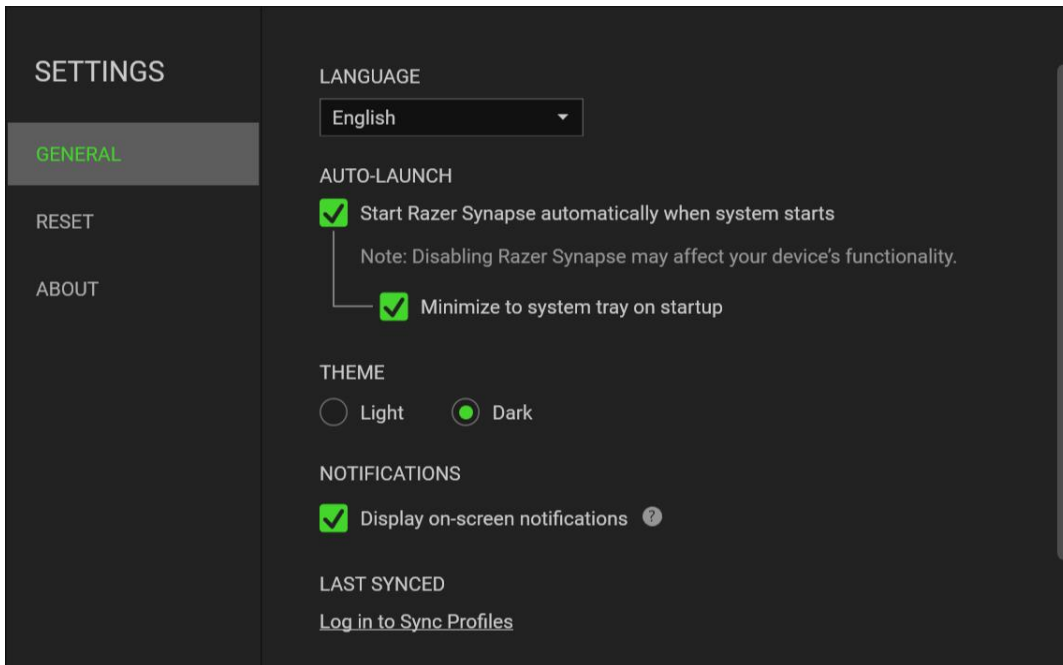 SETTINGS
GENERAL
RESET
ABOUT
LANGUAGE
English
AUTO-LAUNCH
Start Razer Synapse automatically when system starts
Note: Disabling Razer Synapse may affect your device’s functionality.
Minimize to system tray on startup
THEME
Light Dark
NOTIFICATIONS
Display on-screen notifications ?
LAST SYNCED
Log in to Sync Profiles